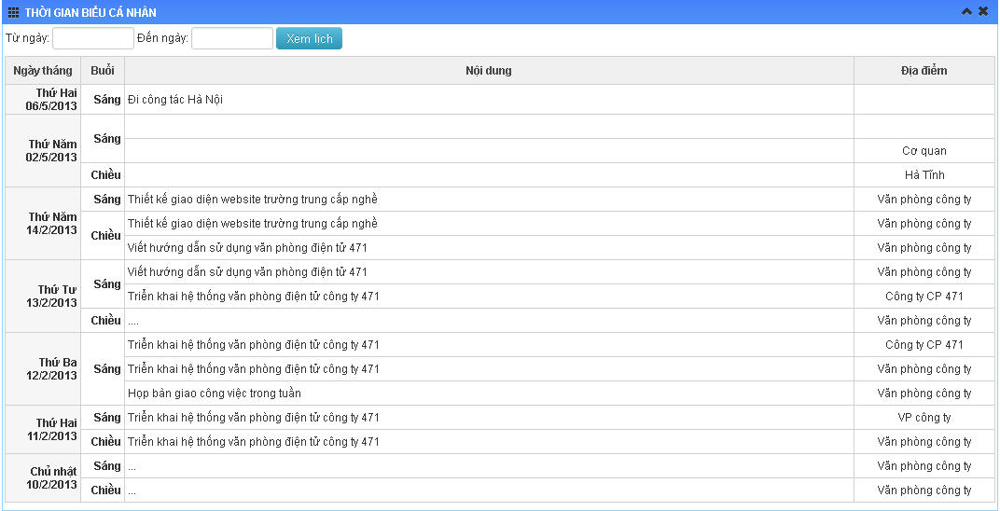 THỜI GIAN BIỂU CÁ NHÂN
Từ ngày: Đến ngày: Xem lịch
Ngày tháng Buổi Nội dung Địa điểm
Thứ Hai
06/5/2013 Sáng Đi công tác Hà Nội
Thứ Năm
02/5/2013 Sáng
Cơ quan
Chiều Hà Tĩnh
Thứ Năm
14/2/2013 Sáng Thiết kế giao diện website trường trung cấp nghề Văn phòng công ty
Chiều Thiết kế giao diện website trường trung cấp nghề Văn phòng công ty
Viết hướng dẫn sử dụng văn phòng điện tử 471 Văn phòng công ty
Thứ Tư
13/2/2013 Sáng Viết hướng dẫn sử dụng văn phòng điện tử 471 Văn phòng công ty
Triển khai hệ thống văn phòng điện tử công ty 471 Công ty CP 471
Chiều .... Văn phòng công ty
Thứ Ba
12/2/2013 Sáng Triển khai hệ thống văn phòng điện tử công ty 471 Công ty CP 471
Triển khai hệ thống văn phòng điện tử công ty 471 Văn phòng công ty
Họp bàn giao công việc trong tuần Văn phòng công ty
Thứ Hai
11/2/2013 Sáng Triển khai hệ thống văn phòng điện tử công ty 471 VP công ty
Chiều Triển khai hệ thống văn phòng điện tử công ty 471 Văn phòng công ty
Chủ nhật
10/2/2013 Sáng ... Văn phòng công ty
Chiều ... Văn phòng công ty